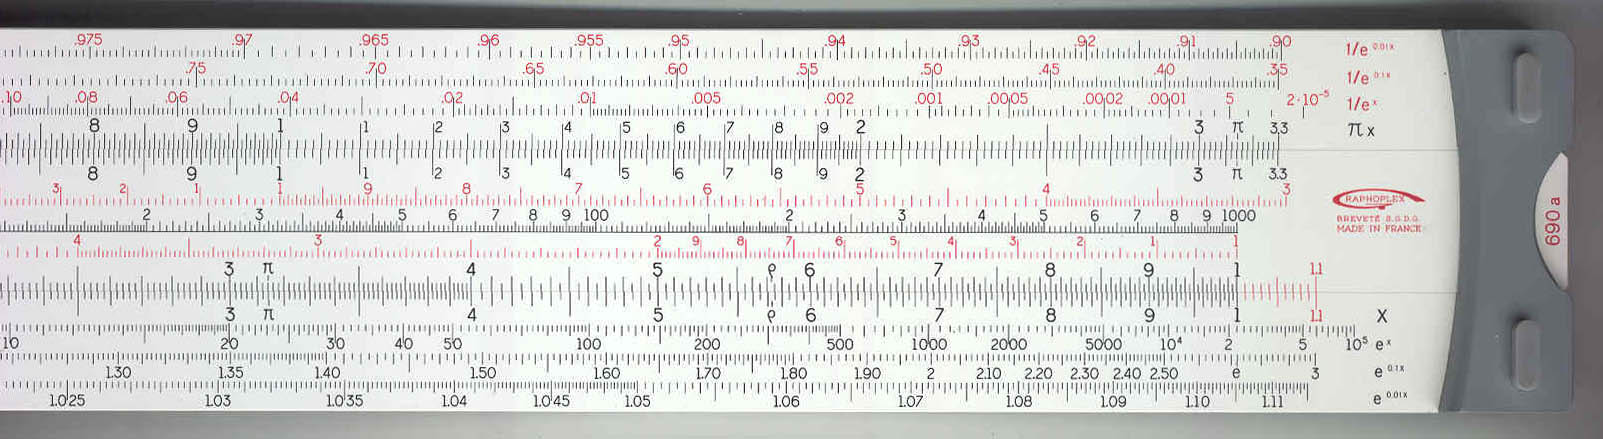 .975 .97 .965 .96 .955 .95 .94 .93 .92 .91 .90 1/e 0.01x
.75 .70 .65 .60 .55 .50 .45 .40 .35 1/e 0.1x
.10 .08 .06 .04 .02 .01 .005 .002 .001 .0005 .0002 .0001 5 2·10⁻⁵ 1/eˣ
8 9 1 1 2 3 4 5 6 7 8 9 2 3 π 3.3 πx
8 9 1 1 2 3 4 5 6 7 8 9 2 3 π 3.3
3 2 1 1 9 8 7 6 5 4 3
GRAPHOPLEX
2 3 4 5 6 7 8 9 100 2 3 4 5 6 7 8 9 1000
BREVETÉ S.G.D.G.
MADE IN FRANCE
690a
4 3 2 9 8 7 6 5 4 3 2 1 1
3 π 4 5 ρ 6 7 8 9 1 1.1
3 π 4 5 ρ 6 7 8 9 1 1.1 X
10 20 30 40 50 100 200 500 1000 2000 5000 10⁴ 2 5 10⁵ eˣ
1.30 1.35 1.40 1.50 1.60 1.70 1.80 1.90 2 2.10 2.20 2.30 2.40 2.50 e 3 e 0.1x
1.025 1.03 1.035 1.04 1.045 1.05 1.06 1.07 1.08 1.09 1.10 1.11 e 0.01x